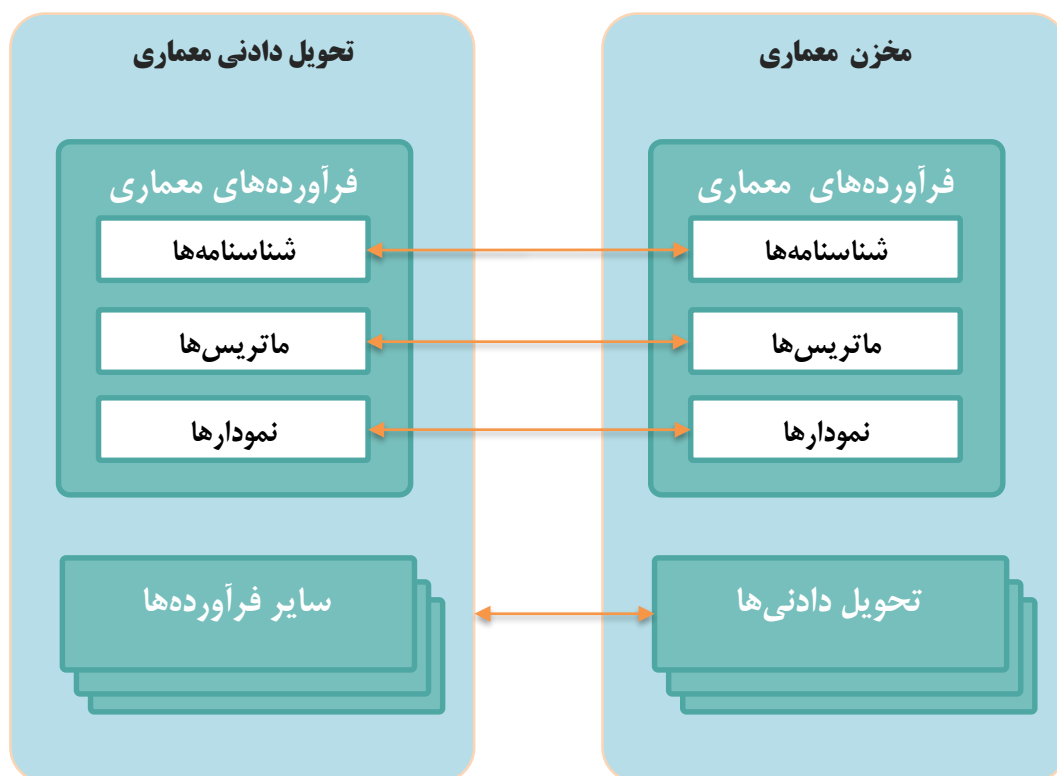 مخزن معماری
فرآورده‌های معماری
شناسنامه‌ها
ماتریس‌ها
نمودارها
تحویل دادنی‌ها
تحویل دادنی معماری
فرآورده‌های معماری
شناسنامه‌ها
ماتریس‌ها
نمودارها
سایر فرآورده‌ها